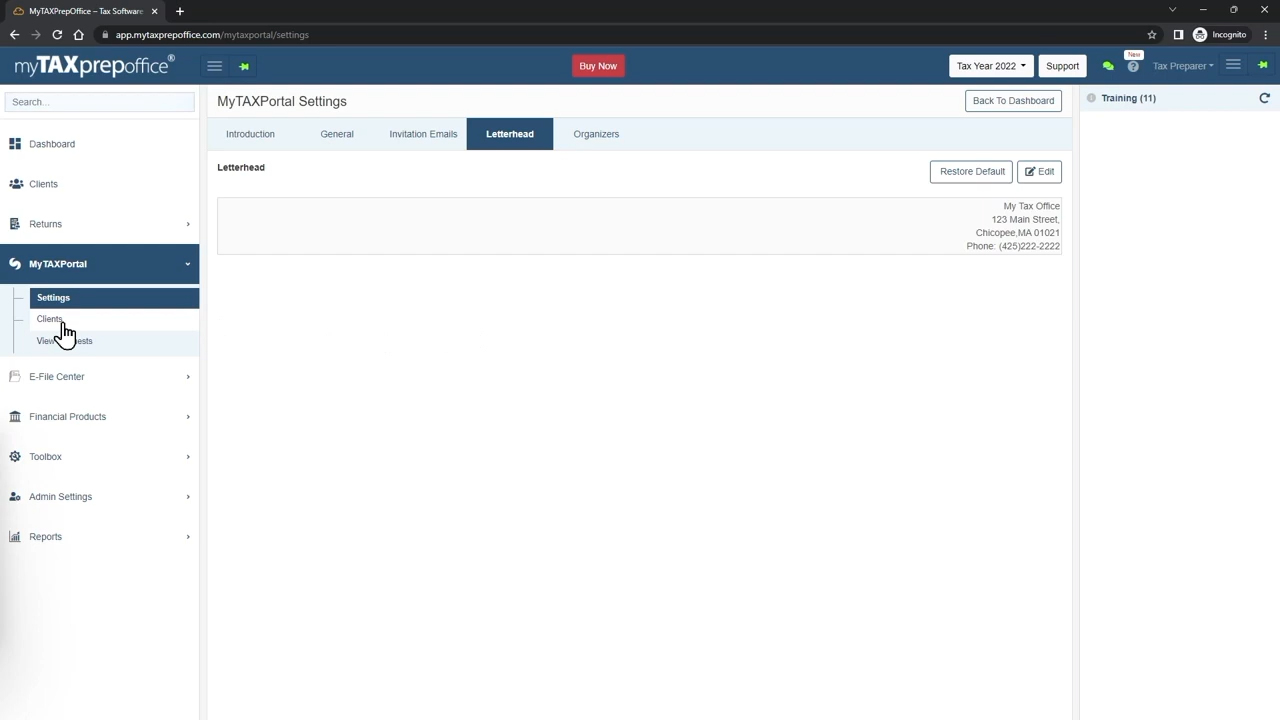 MyTAXPrepOffice – Tax Software
app.mytaxprepoffice.com/mytaxportal/settings
Incognito
myTAXprepoffice®
Buy Now
Tax Year 2022
Support
New
Tax Preparer
Search...
MyTAXPortal Settings
Back To Dashboard
Training (11)
Introduction
General
Invitation Emails
Letterhead
Organizers
Dashboard
Clients
Returns
MyTAXPortal
Settings
Clients
View
E-File Center
Financial Products
Toolbox
Admin Settings
Reports
Letterhead
Restore Default
Edit
My Tax Office
123 Main Street,
Chicopee,MA 01021
Phone: (425)222-2222